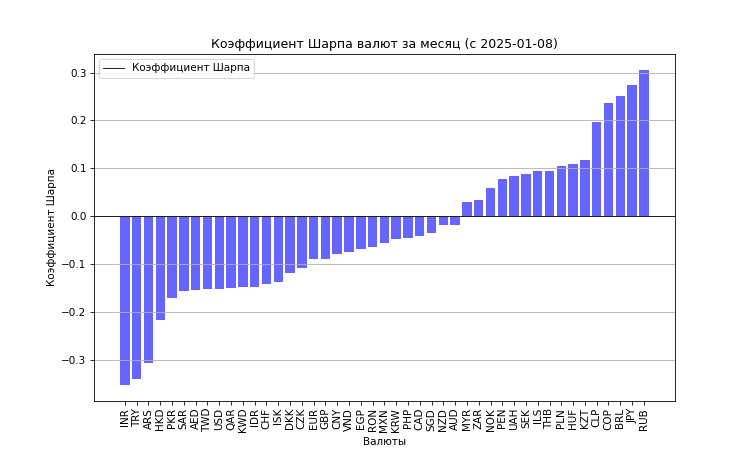 Коэффициент Шарпа валют за месяц (с 2025-01-08)
Коэффициент Шарпа
0.3
0.2
0.1
0.0
−0.1
−0.2
−0.3
Коэффициент Шарпа
INR
TRY
ARS
HKD
PKR
SAR
AED
TWD
USD
QAR
KWD
IDR
CHF
ISK
DKK
CZK
EUR
GBP
CNY
VND
EGP
RON
MXN
KRW
PHP
CAD
SGD
NZD
AUD
MYR
ZAR
NOK
PEN
UAH
SEK
ILS
THB
PLN
HUF
KZT
CLP
COP
BRL
JPY
RUB
Валюты